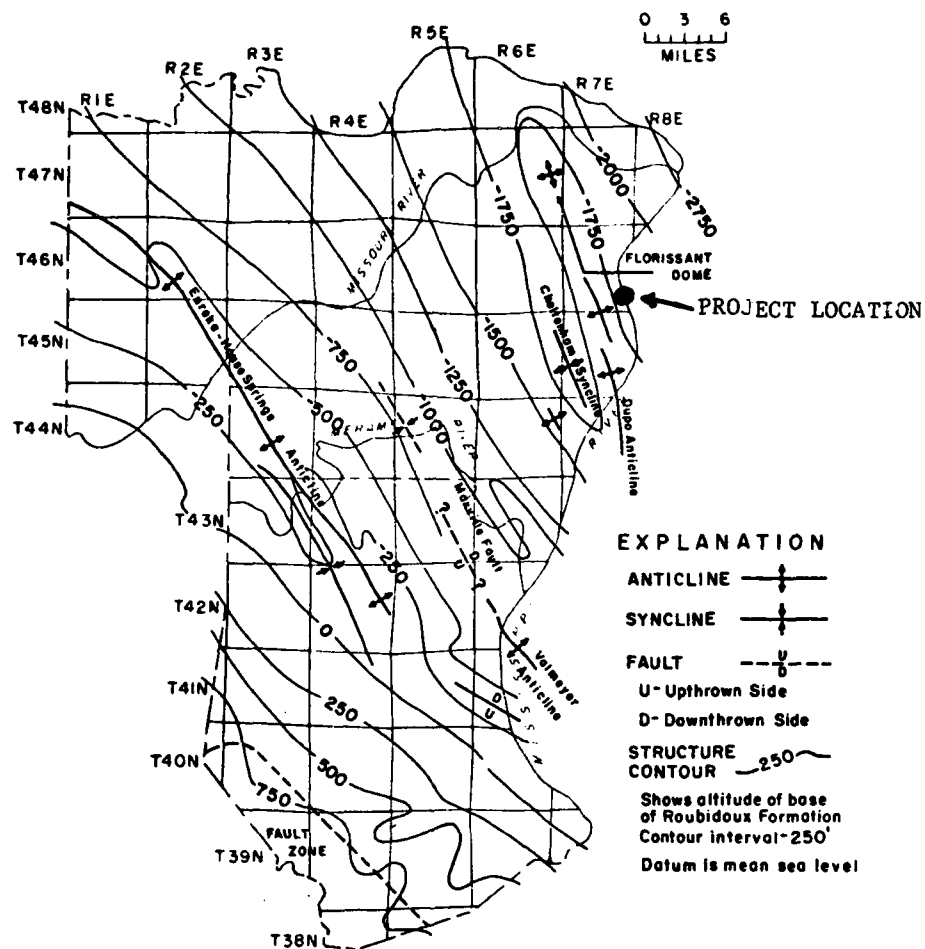 0 3 6
MILES
R5E
R6E
R3E
R2E
R7E
R1E
R4E
R8E
T48N
T47N
T46N
T45N
T44N
T43N
T42N
T41N
T40N
T39N
T38N
MISSOURI RIVER
-2000
-1750
-1750
-2750
FLORISSANT
DOME
PROJECT LOCATION
Cheltenham Syncline
Dupo Anticline
-1500
-1250
-1000
-750
-500
-250
-250
0
250
500
750
Anticline
?
?
U
D
Fault
Valmeyer
Anticline
D
U
FAULT
ZONE
EXPLANATION
ANTICLINE
SYNCLINE
FAULT
U
D
U-Upthrown Side
D-Downthrown Side
STRUCTURE
CONTOUR
-250
Shows altitude of base
of Roubidoux Formation
Contour interval-250'
Datum is mean sea level